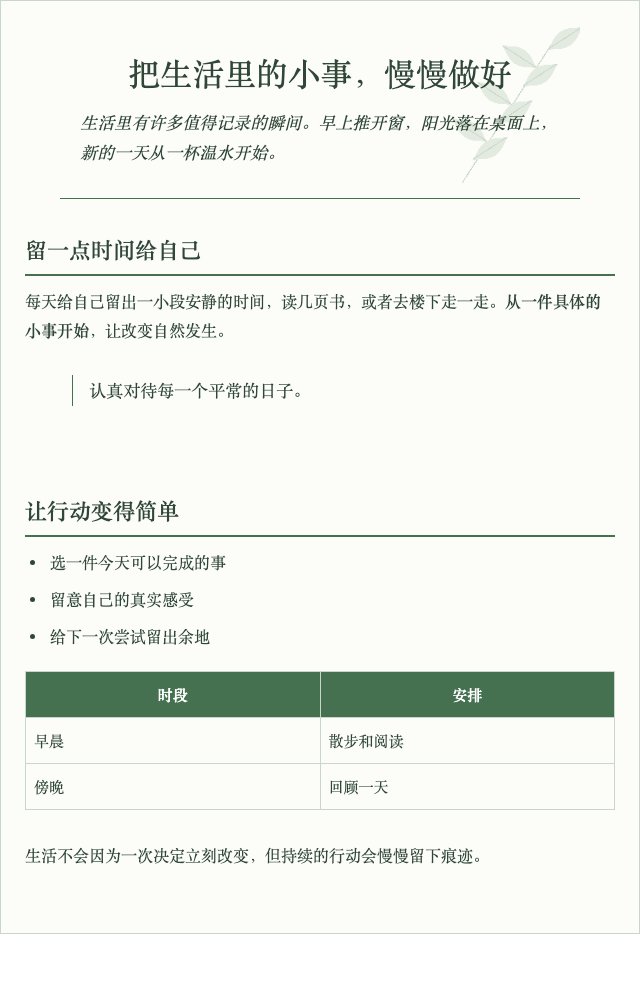 把生活里的小事，慢慢做好
生活里有许多值得记录的瞬间。早上推开窗，阳光落在桌面上，
新的一天从一杯温水开始。
留一点时间给自己
每天给自己留出一小段安静的时间，读几页书，或者去楼下走一走。从一件具体的
小事开始，让改变自然发生。
认真对待每一个平常的日子。
让行动变得简单
• 选一件今天可以完成的事
• 留意自己的真实感受
• 给下一次尝试留出余地
时段 安排
早晨 散步和阅读
傍晚 回顾一天
生活不会因为一次决定立刻改变，但持续的行动会慢慢留下痕迹。